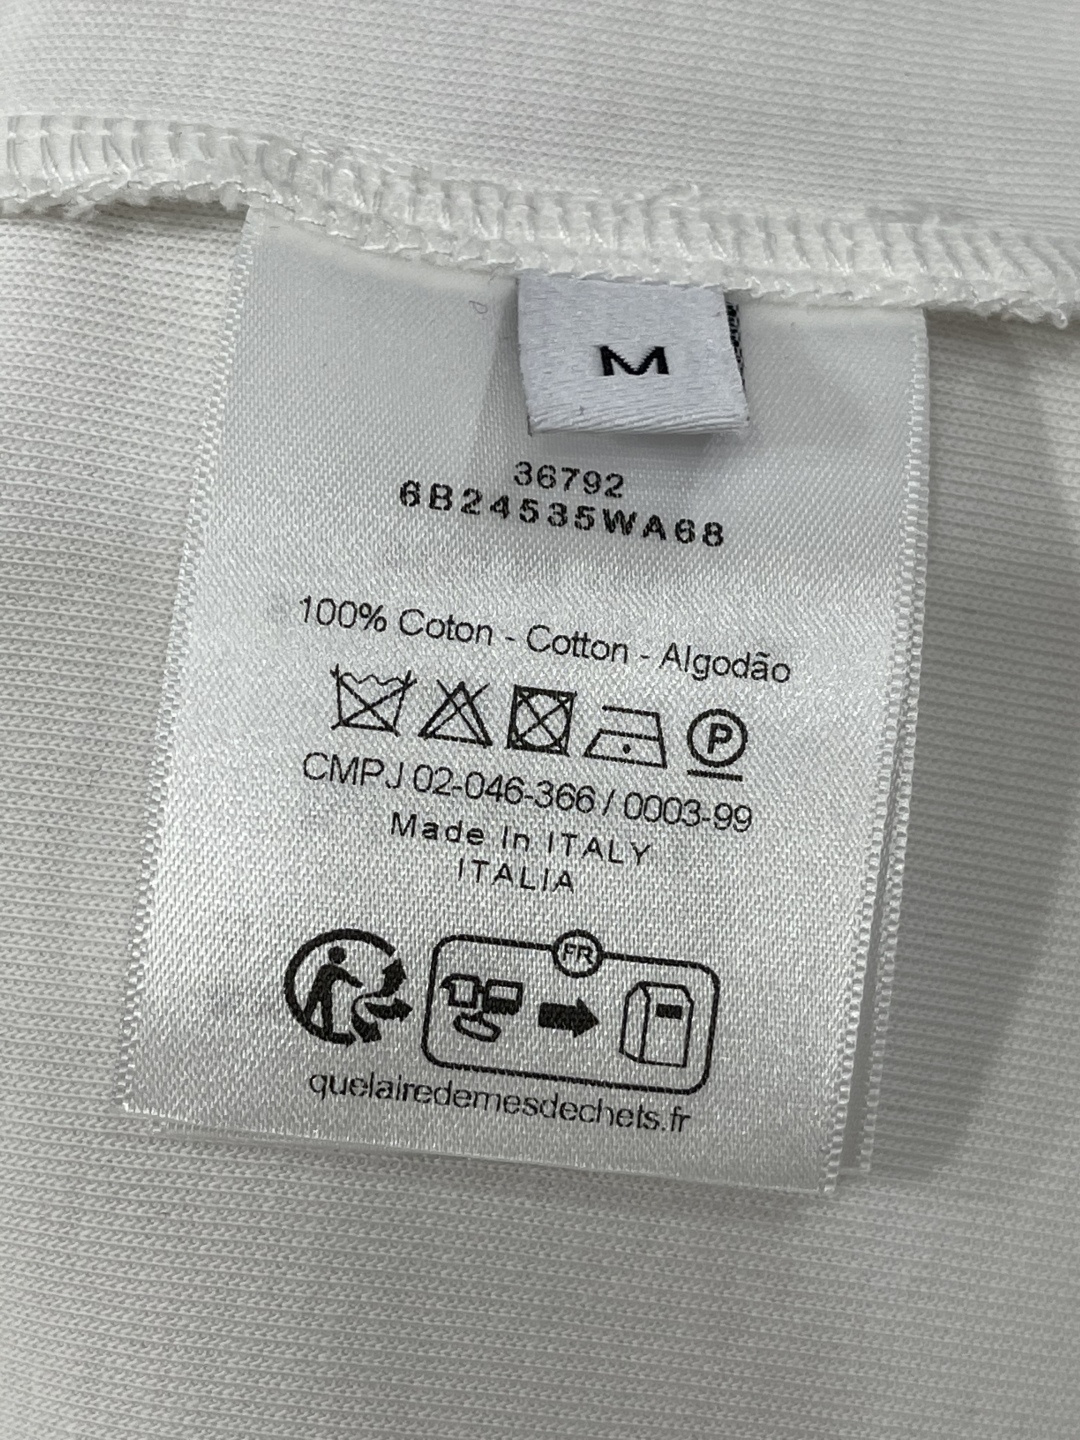 M
36792
6B24535WA68
100% Coton - Cotton - Algodão
P
CMPJ 02-046-366 / 0003-99
Made In ITALY
ITALIA
FR
quelairedemesdechets.fr